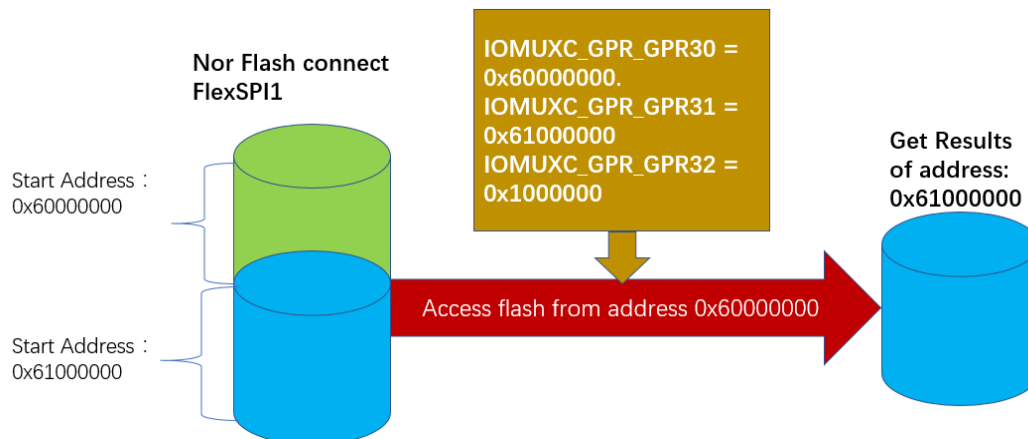 Nor Flash connect
FlexSPI1
Start Address：
0x60000000
Start Address：
0x61000000
IOMUXC_GPR_GPR30 =
0x60000000.
IOMUXC_GPR_GPR31 =
0x61000000
IOMUXC_GPR_GPR32 =
0x1000000
Access flash from address 0x60000000
Get Results
of address:
0x61000000